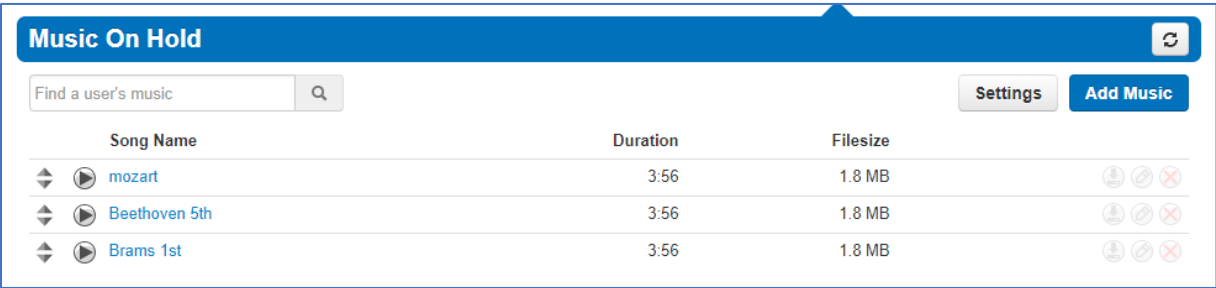 Music On Hold
Find a user's music
Settings
Add Music
Song Name Duration Filesize
mozart 3:56 1.8 MB
Beethoven 5th 3:56 1.8 MB
Brams 1st 3:56 1.8 MB